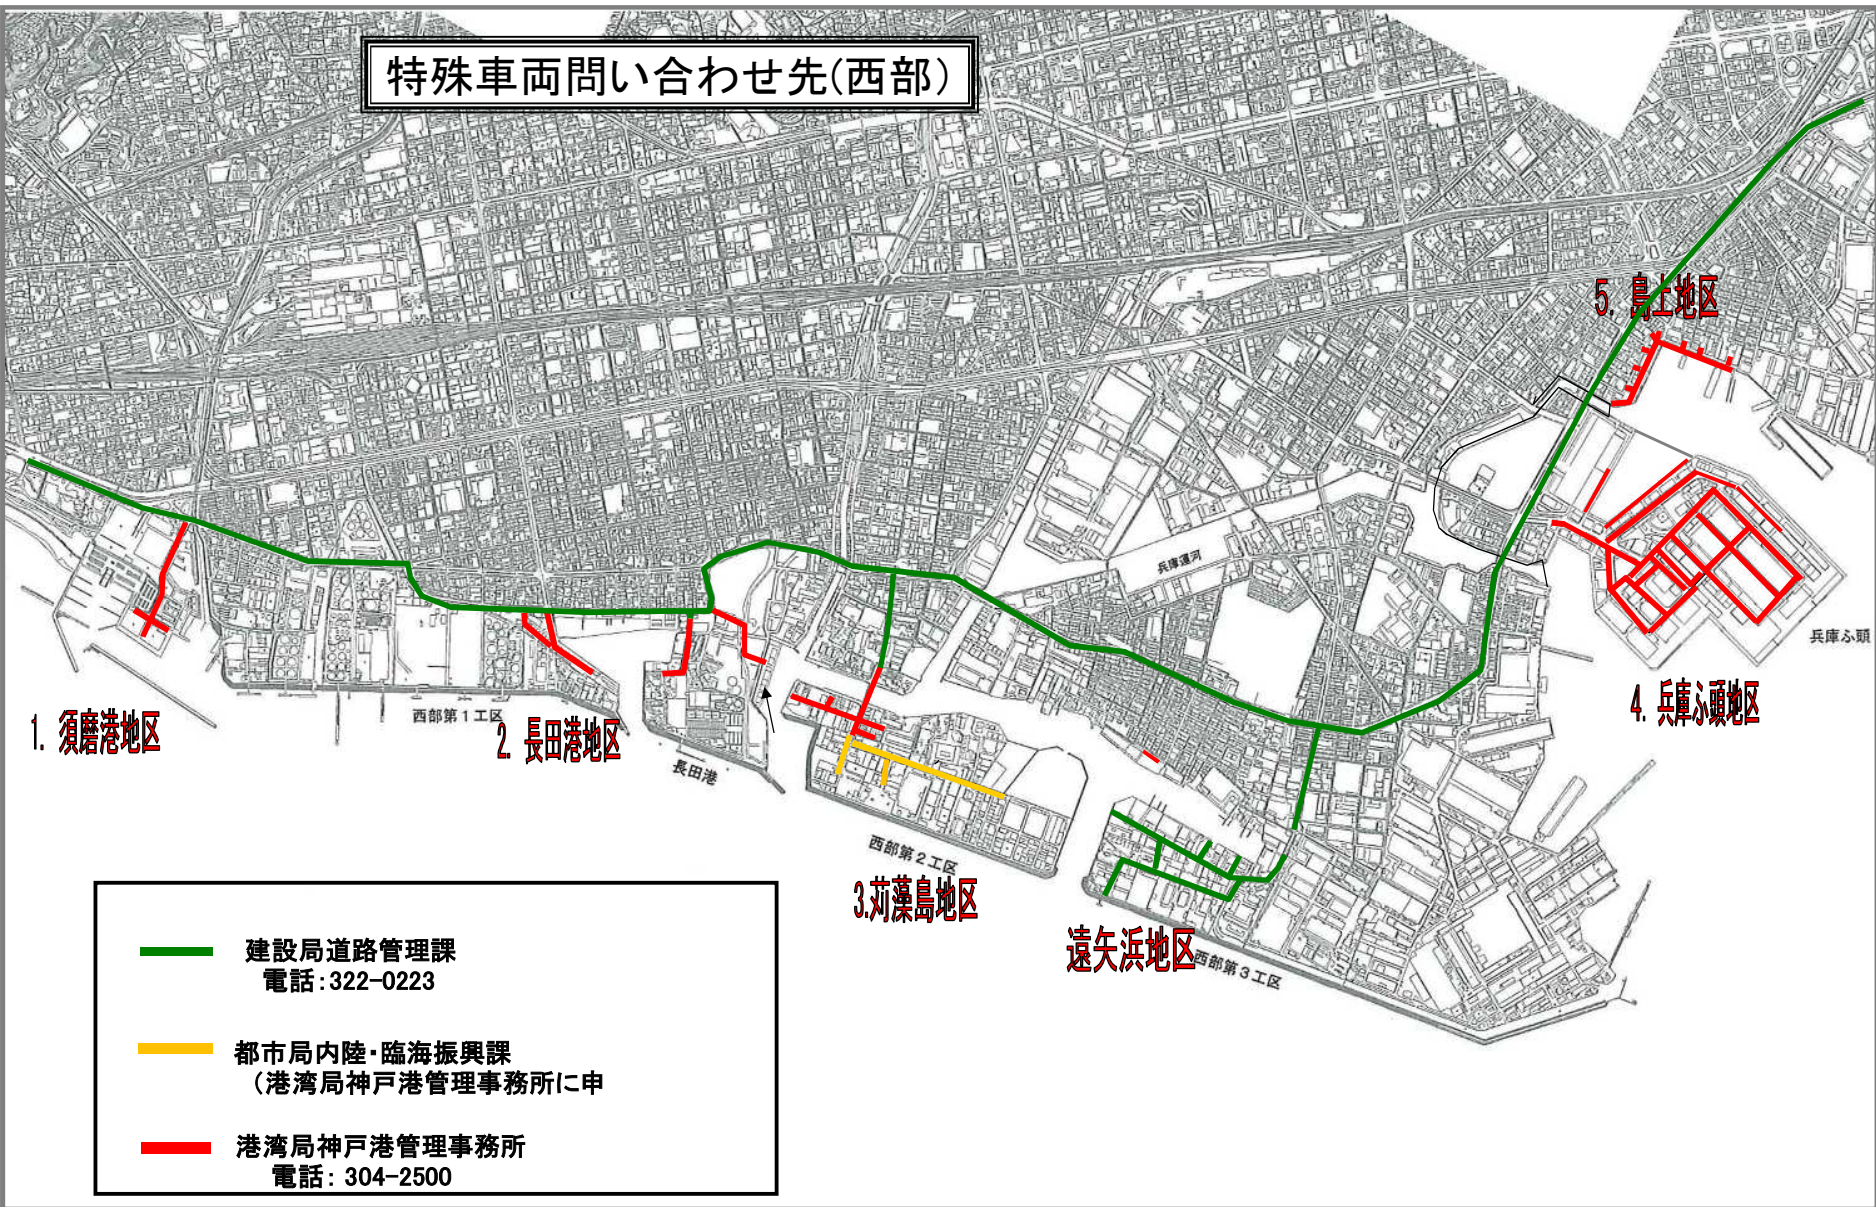 特殊車両問い合わせ先(西部)
5. 島上地区
兵庫運河
兵庫ふ頭
4. 兵庫ふ頭地区
1. 須磨港地区
西部第1工区
2. 長田港地区
長田港
西部第2工区
3.苅藻島地区
遠矢浜地区
西部第3工区
建設局道路管理課
電話:322-0223
都市局内陸・臨海振興課
(港湾局神戸港管理事務所に申
港湾局神戸港管理事務所
電話: 304-2500